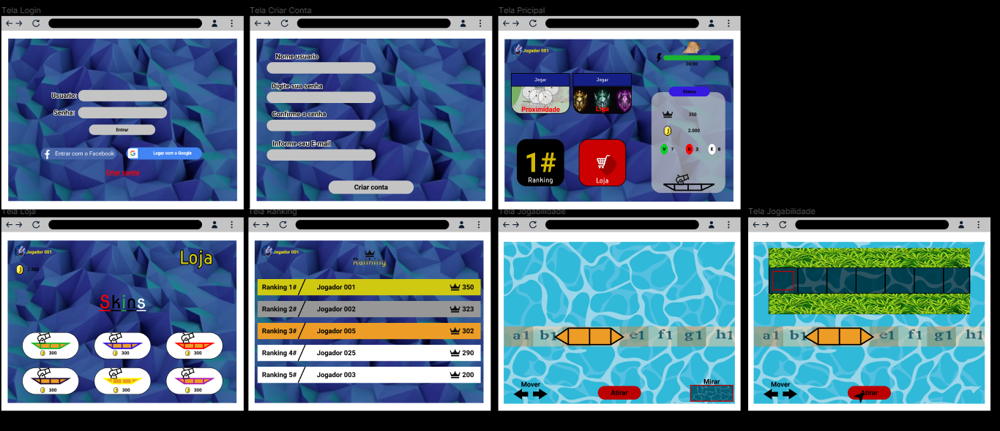 Tela Login
Usuario:
Senha:
Entrar
Entrar com o Facebook
Logar com o Google
Criar conta
Tela Criar Conta
Nome usuario
Digite sua senha
Confirme a senha
Informe seu E-mail
Criar conta
Tela Pricipal
Jogador 001
00:00
Jogar
Proximidade
Jogar
Liga
Status
350
2.000
V 7
D 3
E 8
1#
Ranking
Loja
Tela Loja
Jogador 001
Loja
Skins
300
300
300
300
300
300
Tela Ranking
Jogador 001
Ranking
Ranking 1# Jogador 001 350
Ranking 2# Jogador 002 323
Ranking 3# Jogador 005 302
Ranking 4# Jogador 025 290
Ranking 5# Jogador 003 200
Tela Jogabilidade
a1 b1 e1 f1 g1 h1
Mover
Atirar
Mirar
Tela Jogabilidade
a1 b1 e1 f1 g1 h1
Mover
Atirar